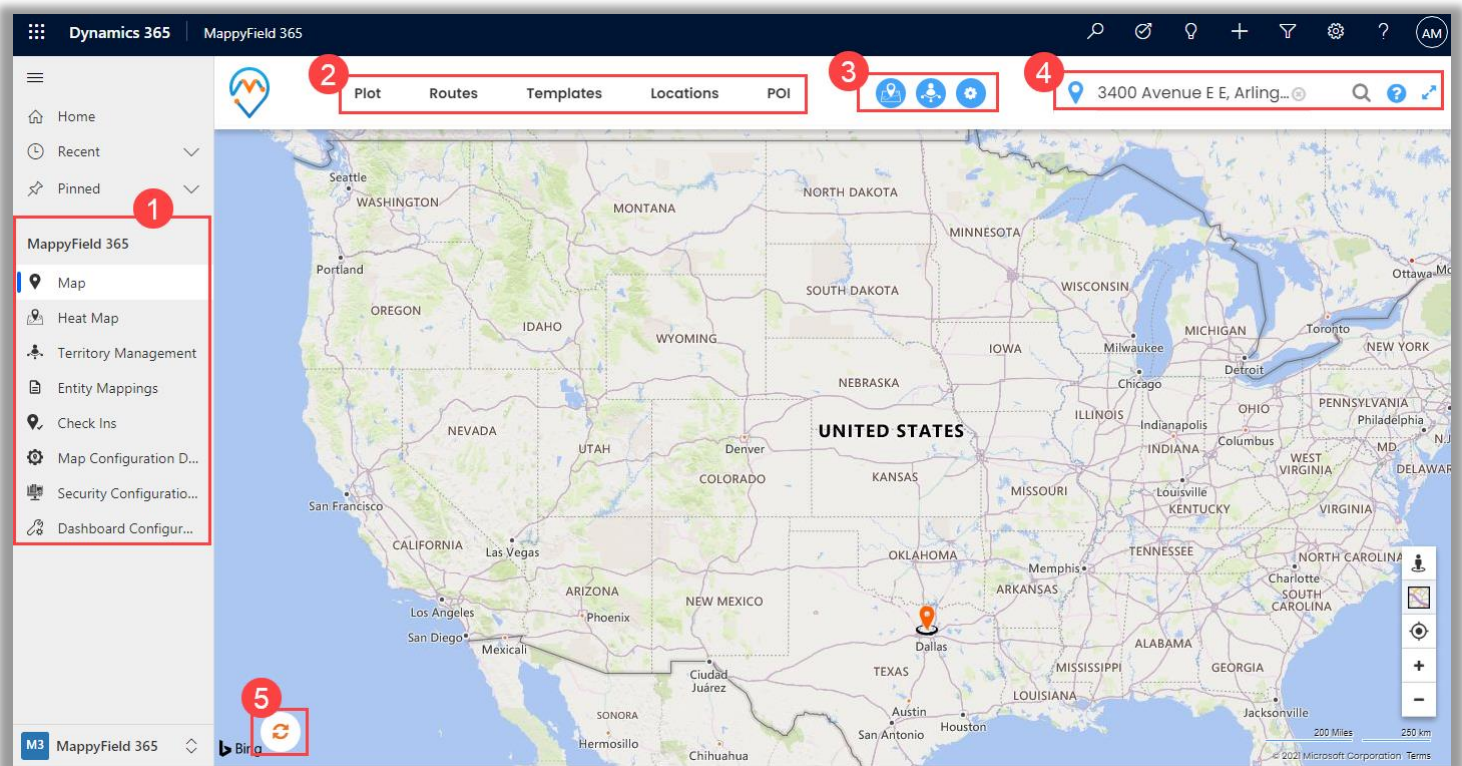 Dynamics 365 MappyField 365 AM
2 3 4
Plot Routes Templates Locations POI 3400 Avenue E E, Arling...
Home
Recent
Pinned
1
MappyField 365
Map
Heat Map
Territory Management
Entity Mappings
Check Ins
Map Configuration D...
Security Configuratio...
Dashboard Configur...
M3 MappyField 365
Seattle
WASHINGTON
MONTANA
NORTH DAKOTA
MINNESOTA
Portland
OREGON
IDAHO
WYOMING
SOUTH DAKOTA
WISCONSIN
Ottawa
MICHIGAN
Toronto
NEW YORK
IOWA
Milwaukee
Detroit
Chicago
NEBRASKA
ILLINOIS
OHIO
PENNSYLVANIA
Philadelphia
NEVADA
UTAH
Denver
UNITED STATES
Indianapolis
INDIANA
Columbus
MD.
N.J
WEST
VIRGINIA
DELAWAR
COLORADO
KANSAS
MISSOURI
Louisville
KENTUCKY
VIRGINIA
San Francisco
CALIFORNIA
Las Vegas
OKLAHOMA
TENNESSEE
NORTH CAROLINA
Memphis
Charlotte
SOUTH
CAROLINA
ARKANSAS
ARIZONA
NEW MEXICO
Los Angeles
Phoenix
San Diego
Mexicali
Dallas
ALABAMA
TEXAS
MISSISSIPPI
GEORGIA
Ciudad
Juárez
LOUISIANA
5
SONORA
Austin
Houston
San Antonio
Jacksonville
Hermosillo
Chihuahua
Bing
200 Miles 250 km
© 2021 Microsoft Corporation Terms